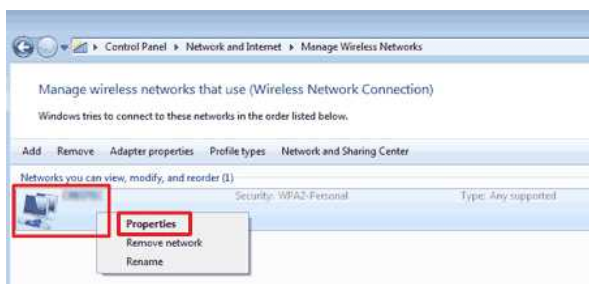 Control Panel ▸ Network and Internet ▸ Manage Wireless Networks
Manage wireless networks that use (Wireless Network Connection)
Windows tries to connect to these networks in the order listed below.
Add Remove Adapter properties Profile types Network and Sharing Center
Networks you can view, modify, and reorder (1)
Security: WPA2-Personal Type: Any supported
Properties
Remove network
Rename